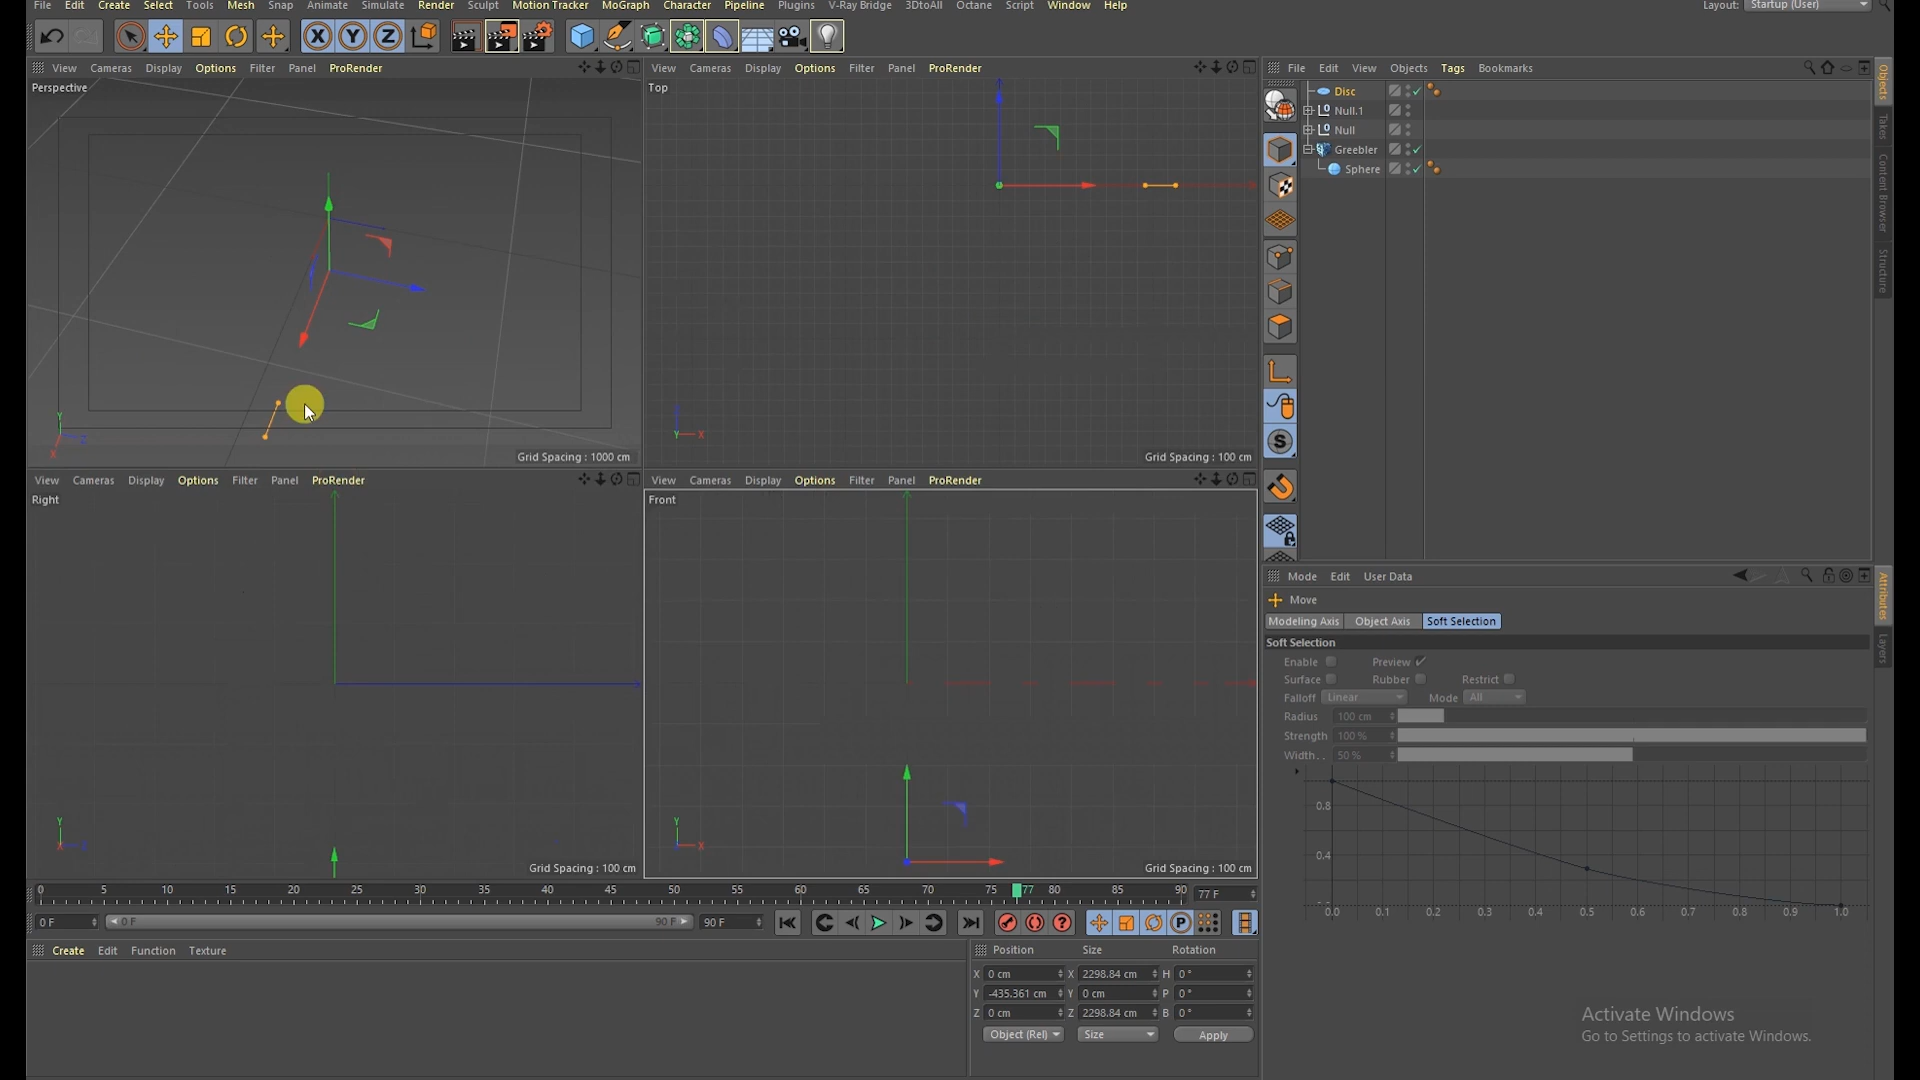 File Edit Create Select Tools Mesh Snap Animate Simulate Render Sculpt Motion Tracker MoGraph Character Pipeline Plugins V-Ray Bridge 3DtoAll Octane Script Window Help Layout: Startup (User)
View Cameras Display Options Filter Panel ProRender
Perspective
Grid Spacing : 1000 cm
View Cameras Display Options Filter Panel ProRender
Top
Grid Spacing : 100 cm
View Cameras Display Options Filter Panel ProRender
Right
Grid Spacing : 100 cm
View Cameras Display Options Filter Panel ProRender
Front
Grid Spacing : 100 cm
0 5 10 15 20 25 30 35 40 45 50 55 60 65 70 75 77 80 85 90 77 F
0 F 0 F 90 F 90 F
Create Edit Function Texture
Position Size Rotation
X 0 cm X 2298.84 cm H 0°
Y -435.361 cm Y 0 cm P 0°
Z 0 cm Z 2298.84 cm B 0°
Object (Rel) Size Apply
File Edit View Objects Tags Bookmarks
Disc
Null.1
Null
Greebler
Sphere
Objects
Takes
Content Browser
Structure
Mode Edit User Data
Move
Modeling Axis Object Axis Soft Selection
Soft Selection
Enable Preview
Surface Rubber Restrict
Falloff Linear Mode All
Radius 100 cm
Strength 100 %
Width. . 50 %
0.8
0.4
0.0 0.1 0.2 0.3 0.4 0.5 0.6 0.7 0.8 0.9 1.0
Attributes
Layers
Activate Windows
Go to Settings to activate Windows.